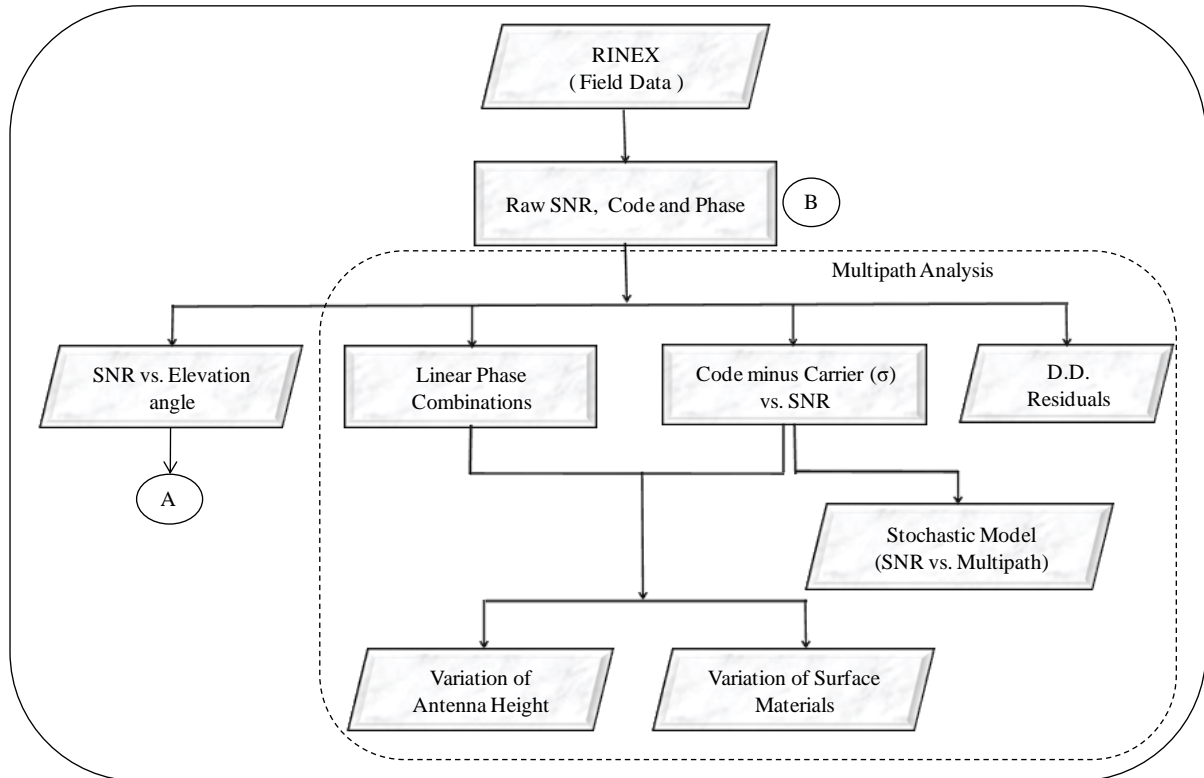 RINEX
( Field Data )
Raw SNR, Code and Phase
B
Multipath Analysis
SNR vs. Elevation
angle
Linear Phase
Combinations
Code minus Carrier (σ)
vs. SNR
D.D.
Residuals
A
Stochastic Model
(SNR vs. Multipath)
Variation of
Antenna Height
Variation of Surface
Materials